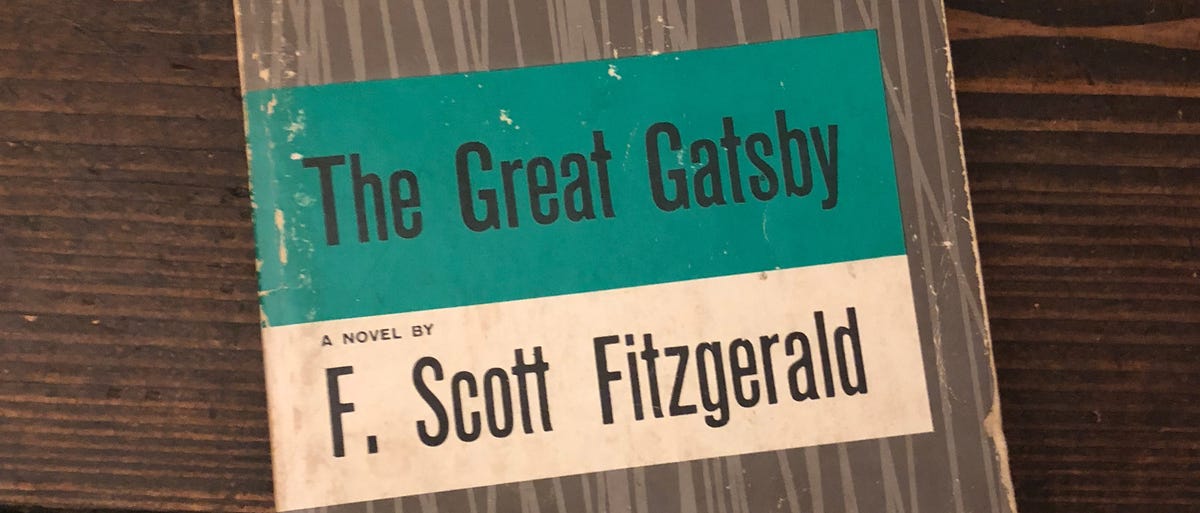 The Great Gatsby
A NOVEL BY
F. Scott Fitzgerald